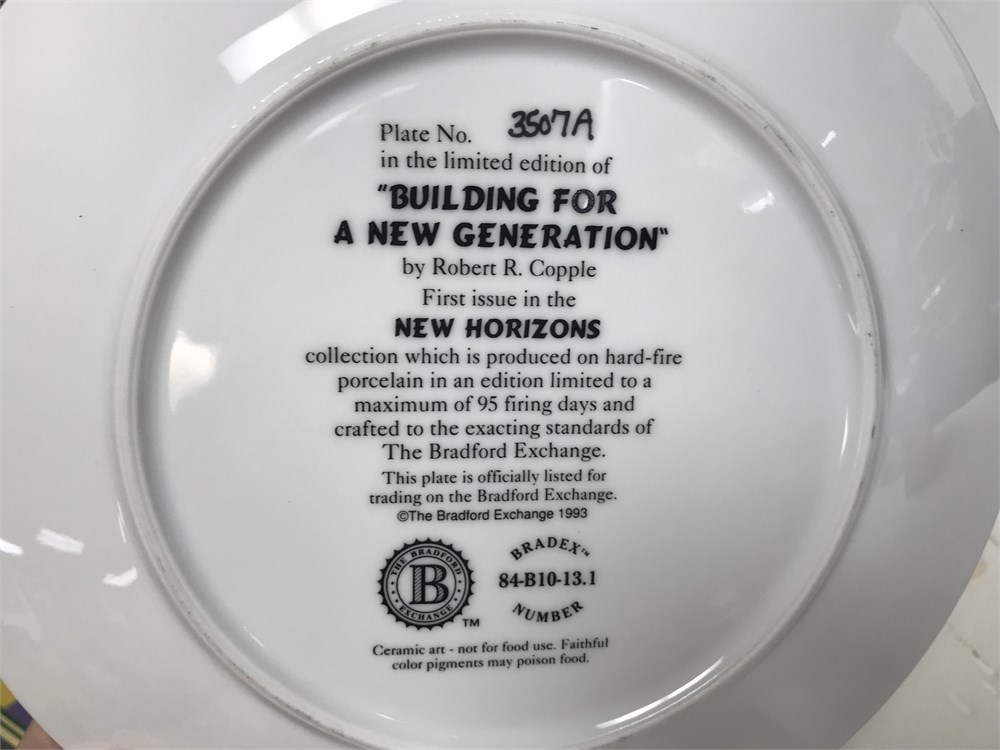 Plate No. 3507A
in the limited edition of
"BUILDING FOR
A NEW GENERATION"
by Robert R. Copple
First issue in the
NEW HORIZONS
collection which is produced on hard-fire
porcelain in an edition limited to a
maximum of 95 firing days and
crafted to the exacting standards of
The Bradford Exchange.
This plate is officially listed for
trading on the Bradford Exchange.
©The Bradford Exchange 1993
THE BRADFORD
B
EXCHANGE
TM
BRADEX™
84-B10-13.1
NUMBER
Ceramic art - not for food use. Faithful
color pigments may poison food.